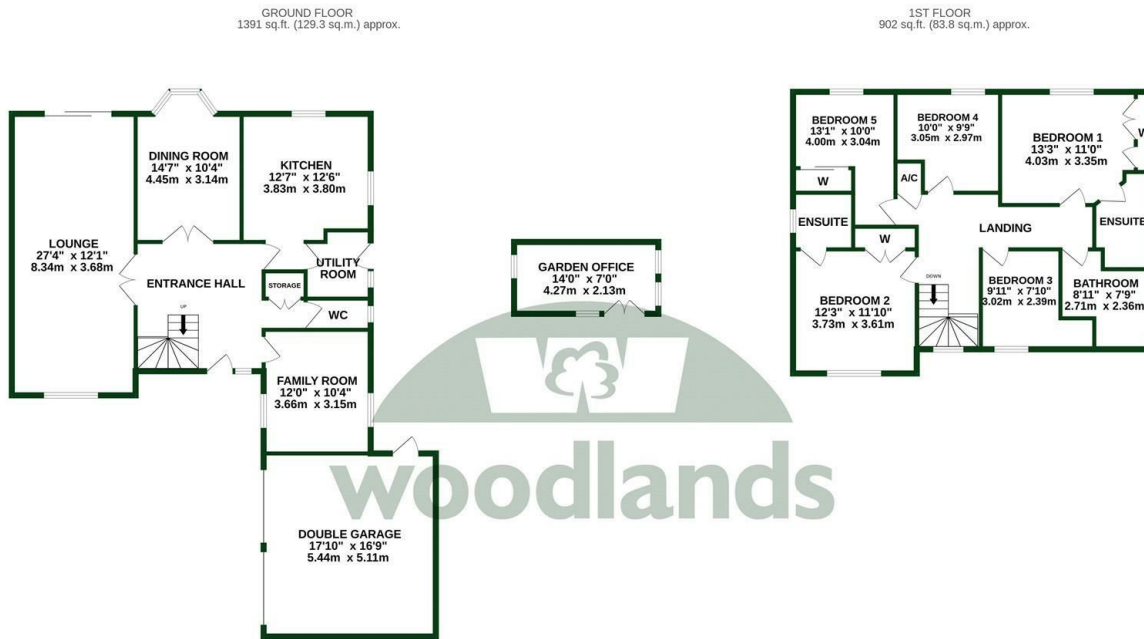 GROUND FLOOR
1391 sq.ft. (129.3 sq.m.) approx.
LOUNGE
27'4" x 12'1"
8.34m x 3.68m
DINING ROOM
14'7" x 10'4"
4.45m x 3.14m
KITCHEN
12'7" x 12'6"
3.83m x 3.80m
UTILITY
ROOM
ENTRANCE HALL
UP
STORAGE
WC
FAMILY ROOM
12'0" x 10'4"
3.66m x 3.15m
DOUBLE GARAGE
17'10" x 16'9"
5.44m x 5.11m
GARDEN OFFICE
14'0" x 7'0"
4.27m x 2.13m
woodlands
1ST FLOOR
902 sq.ft. (83.8 sq.m.) approx.
BEDROOM 5
13'1" x 10'0"
4.00m x 3.04m
W
BEDROOM 4
10'0" x 9'9"
3.05m x 2.97m
A/C
BEDROOM 1
13'3" x 11'0"
4.03m x 3.35m
W
ENSUITE
W
LANDING
ENSUITE
DOWN
BEDROOM 2
12'3" x 11'10"
3.73m x 3.61m
BEDROOM 3
9'11" x 7'10"
3.02m x 2.39m
BATHROOM
8'11" x 7'9"
2.71m x 2.36m